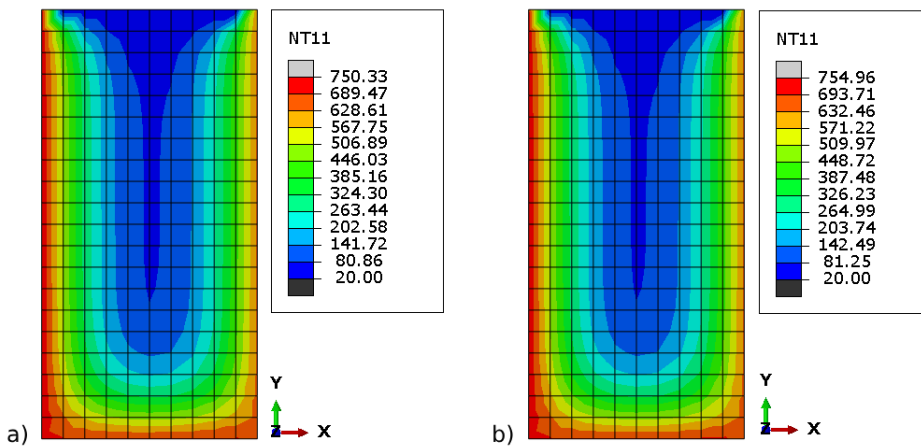 NT11
750.33
689.47
628.61
567.75
506.89
446.03
385.16
324.30
263.44
202.58
141.72
80.86
20.00
Y
Z
X
a)
NT11
754.96
693.71
632.46
571.22
509.97
448.72
387.48
326.23
264.99
203.74
142.49
81.25
20.00
Y
Z
X
b)